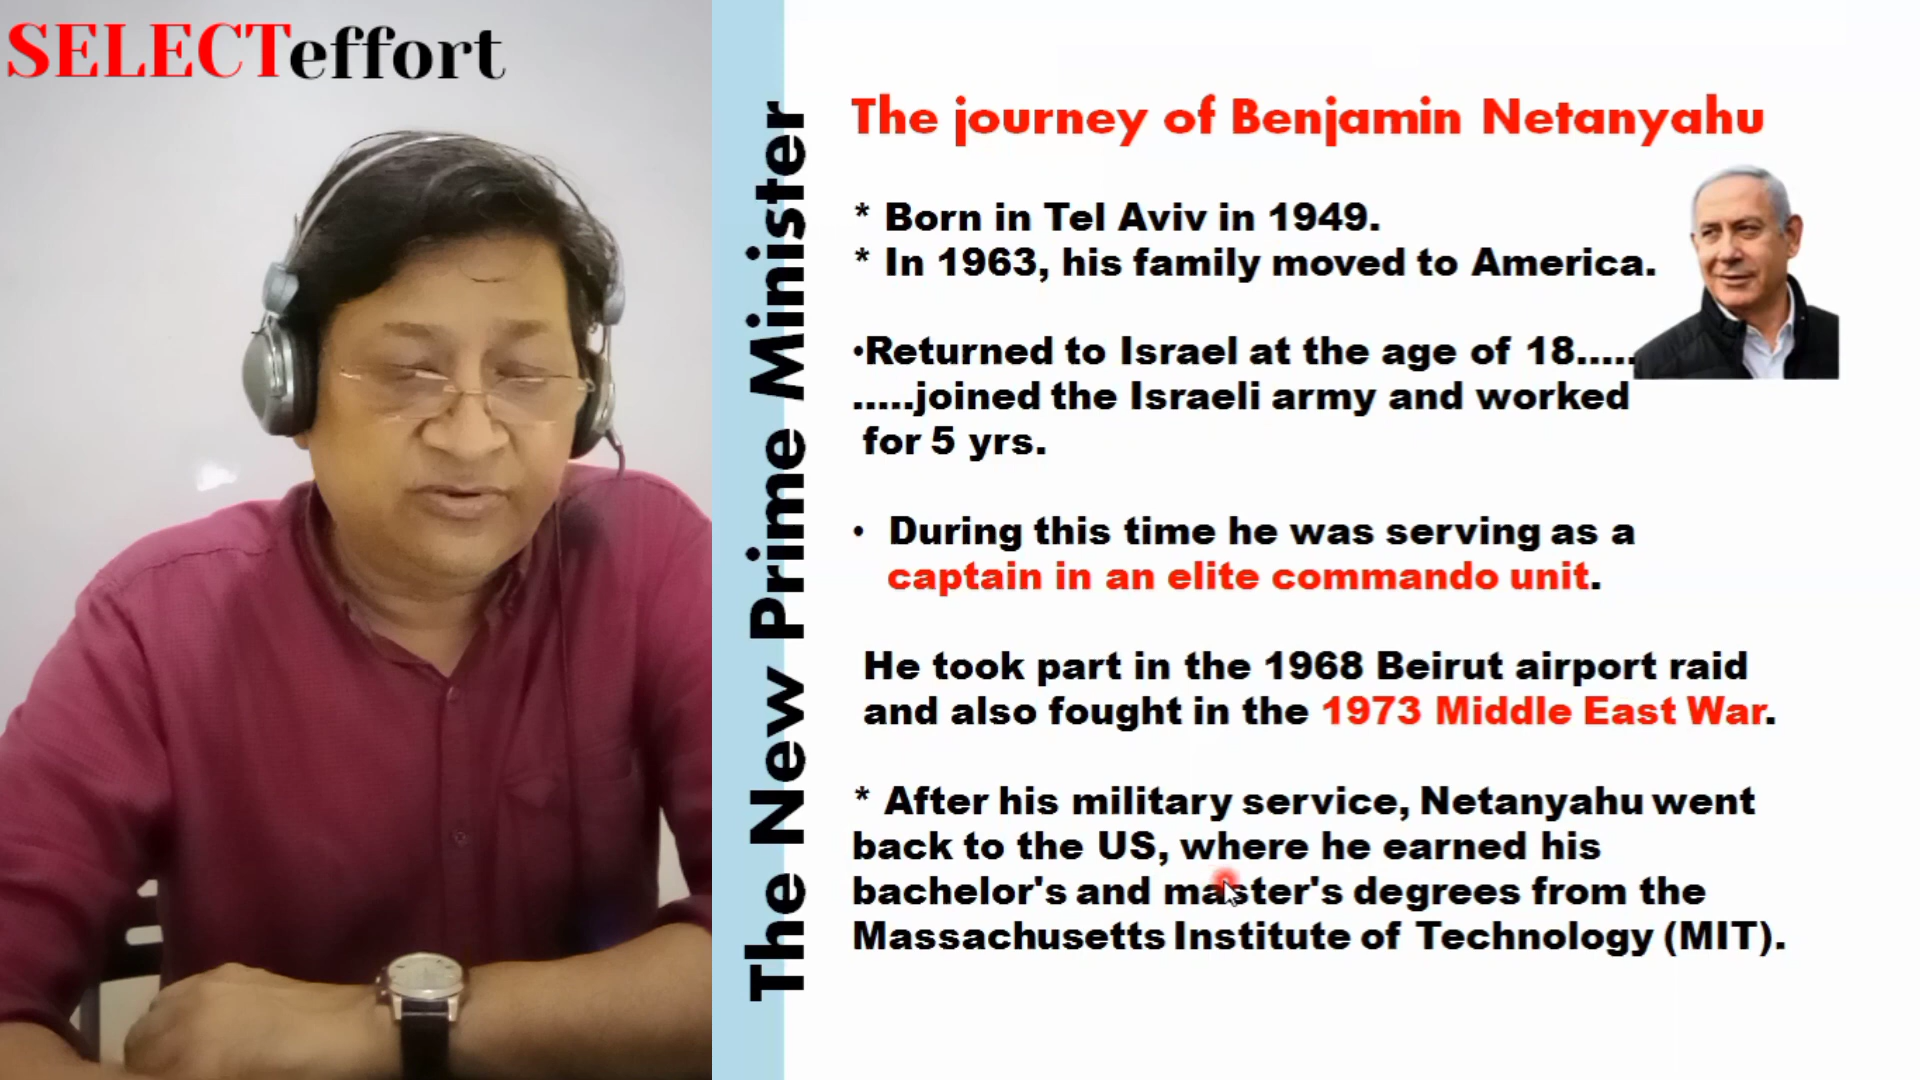 SELECTeffort
The New Prime Minister
The journey of Benjamin Netanyahu
* Born in Tel Aviv in 1949.
* In 1963, his family moved to America.
•Returned to Israel at the age of 18.....
.....joined the Israeli army and worked
for 5 yrs.
• During this time he was serving as a
captain in an elite commando unit.
He took part in the 1968 Beirut airport raid
and also fought in the 1973 Middle East War.
* After his military service, Netanyahu went
back to the US, where he earned his
bachelor's and master's degrees from the
Massachusetts Institute of Technology (MIT).